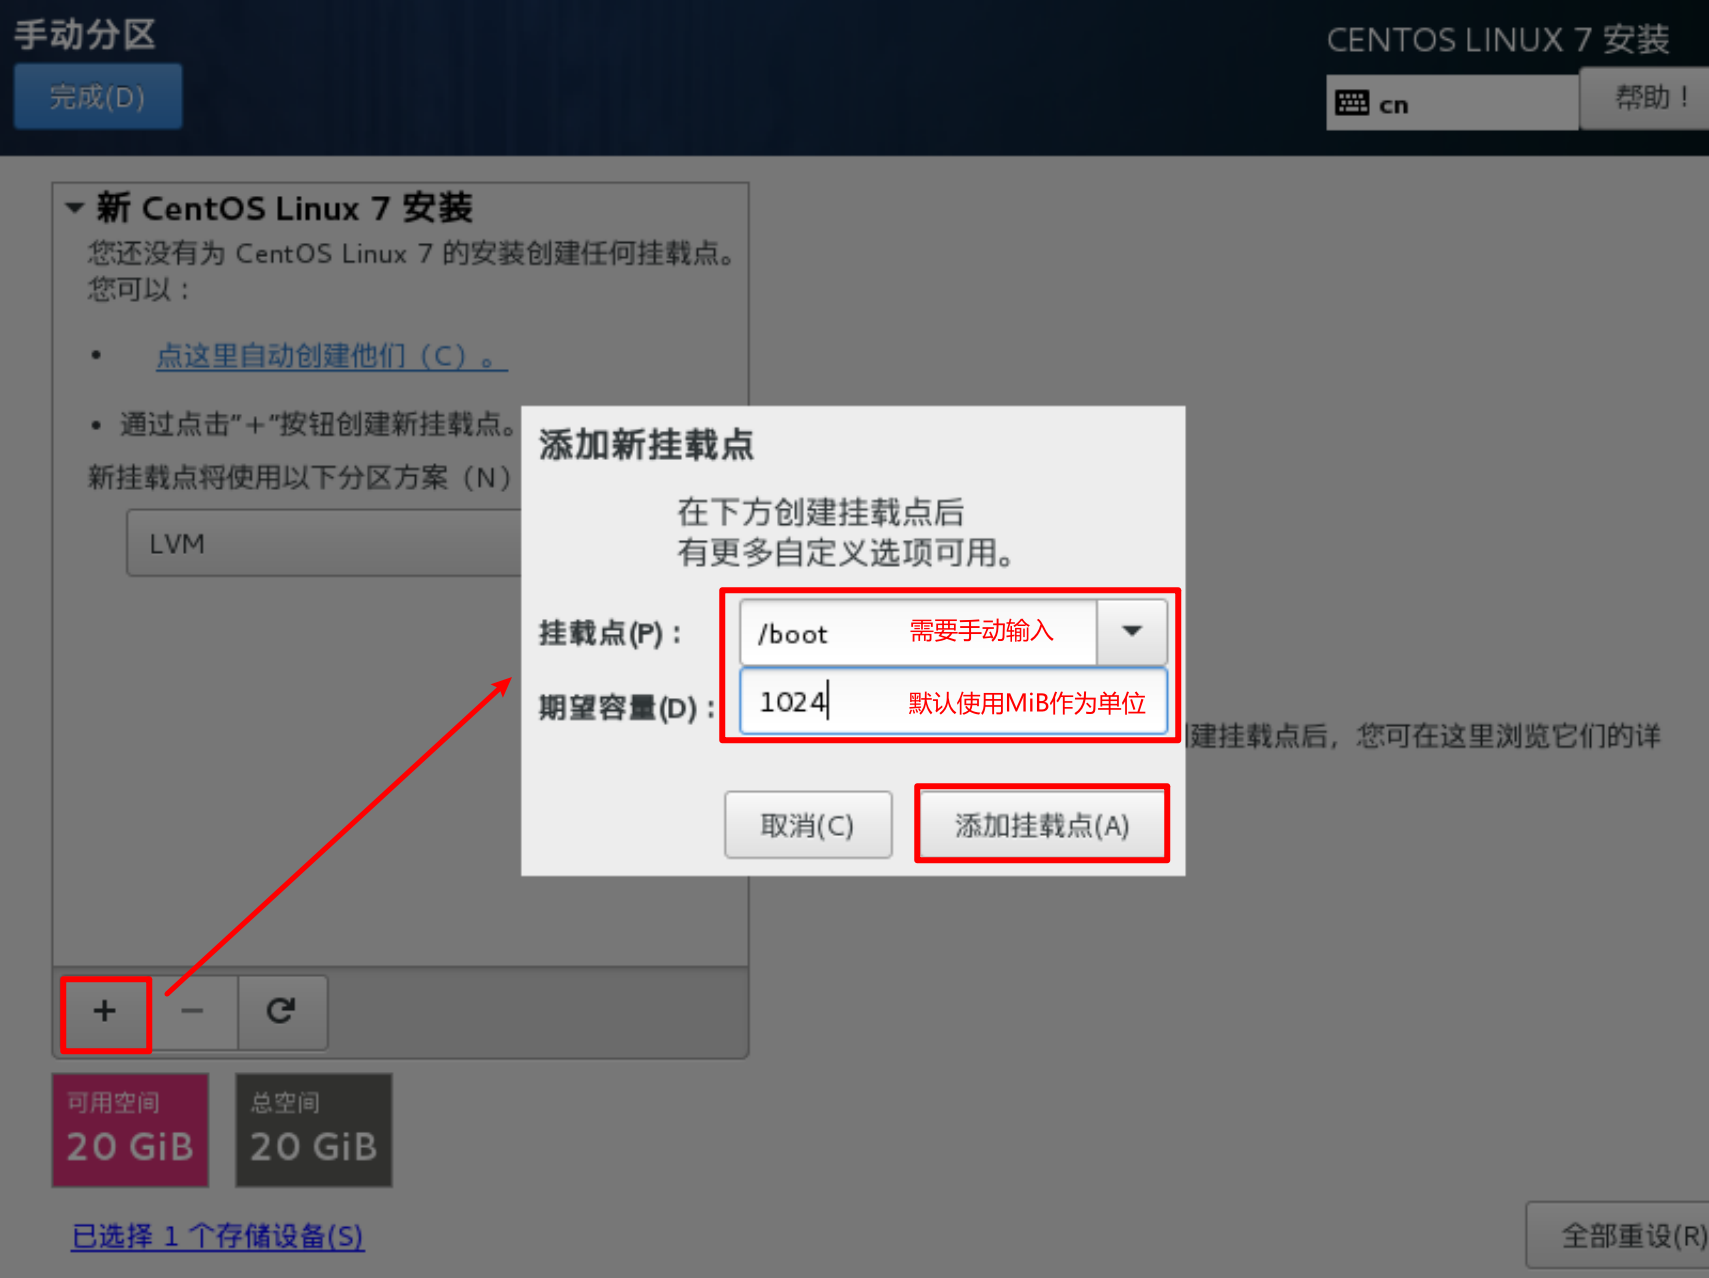 手动分区
CENTOS LINUX 7 安装
完成(D)
cn
帮助！
新 CentOS Linux 7 安装
您还没有为 CentOS Linux 7 的安装创建任何挂载点。
您可以：
• 点这里自动创建他们（C）。
• 通过点击“+”按钮创建新挂载点。
新挂载点将使用以下分区方案（N）
LVM
添加新挂载点
在下方创建挂载点后
有更多自定义选项可用。
挂载点(P)：
/boot
需要手动输入
期望容量(D)：
1024
默认使用MiB作为单位
建挂载点后，您可在这里浏览它们的详
取消(C)
添加挂载点(A)
+
−
可用空间
20 GiB
总空间
20 GiB
已选择 1 个存储设备(S)
全部重设(R)